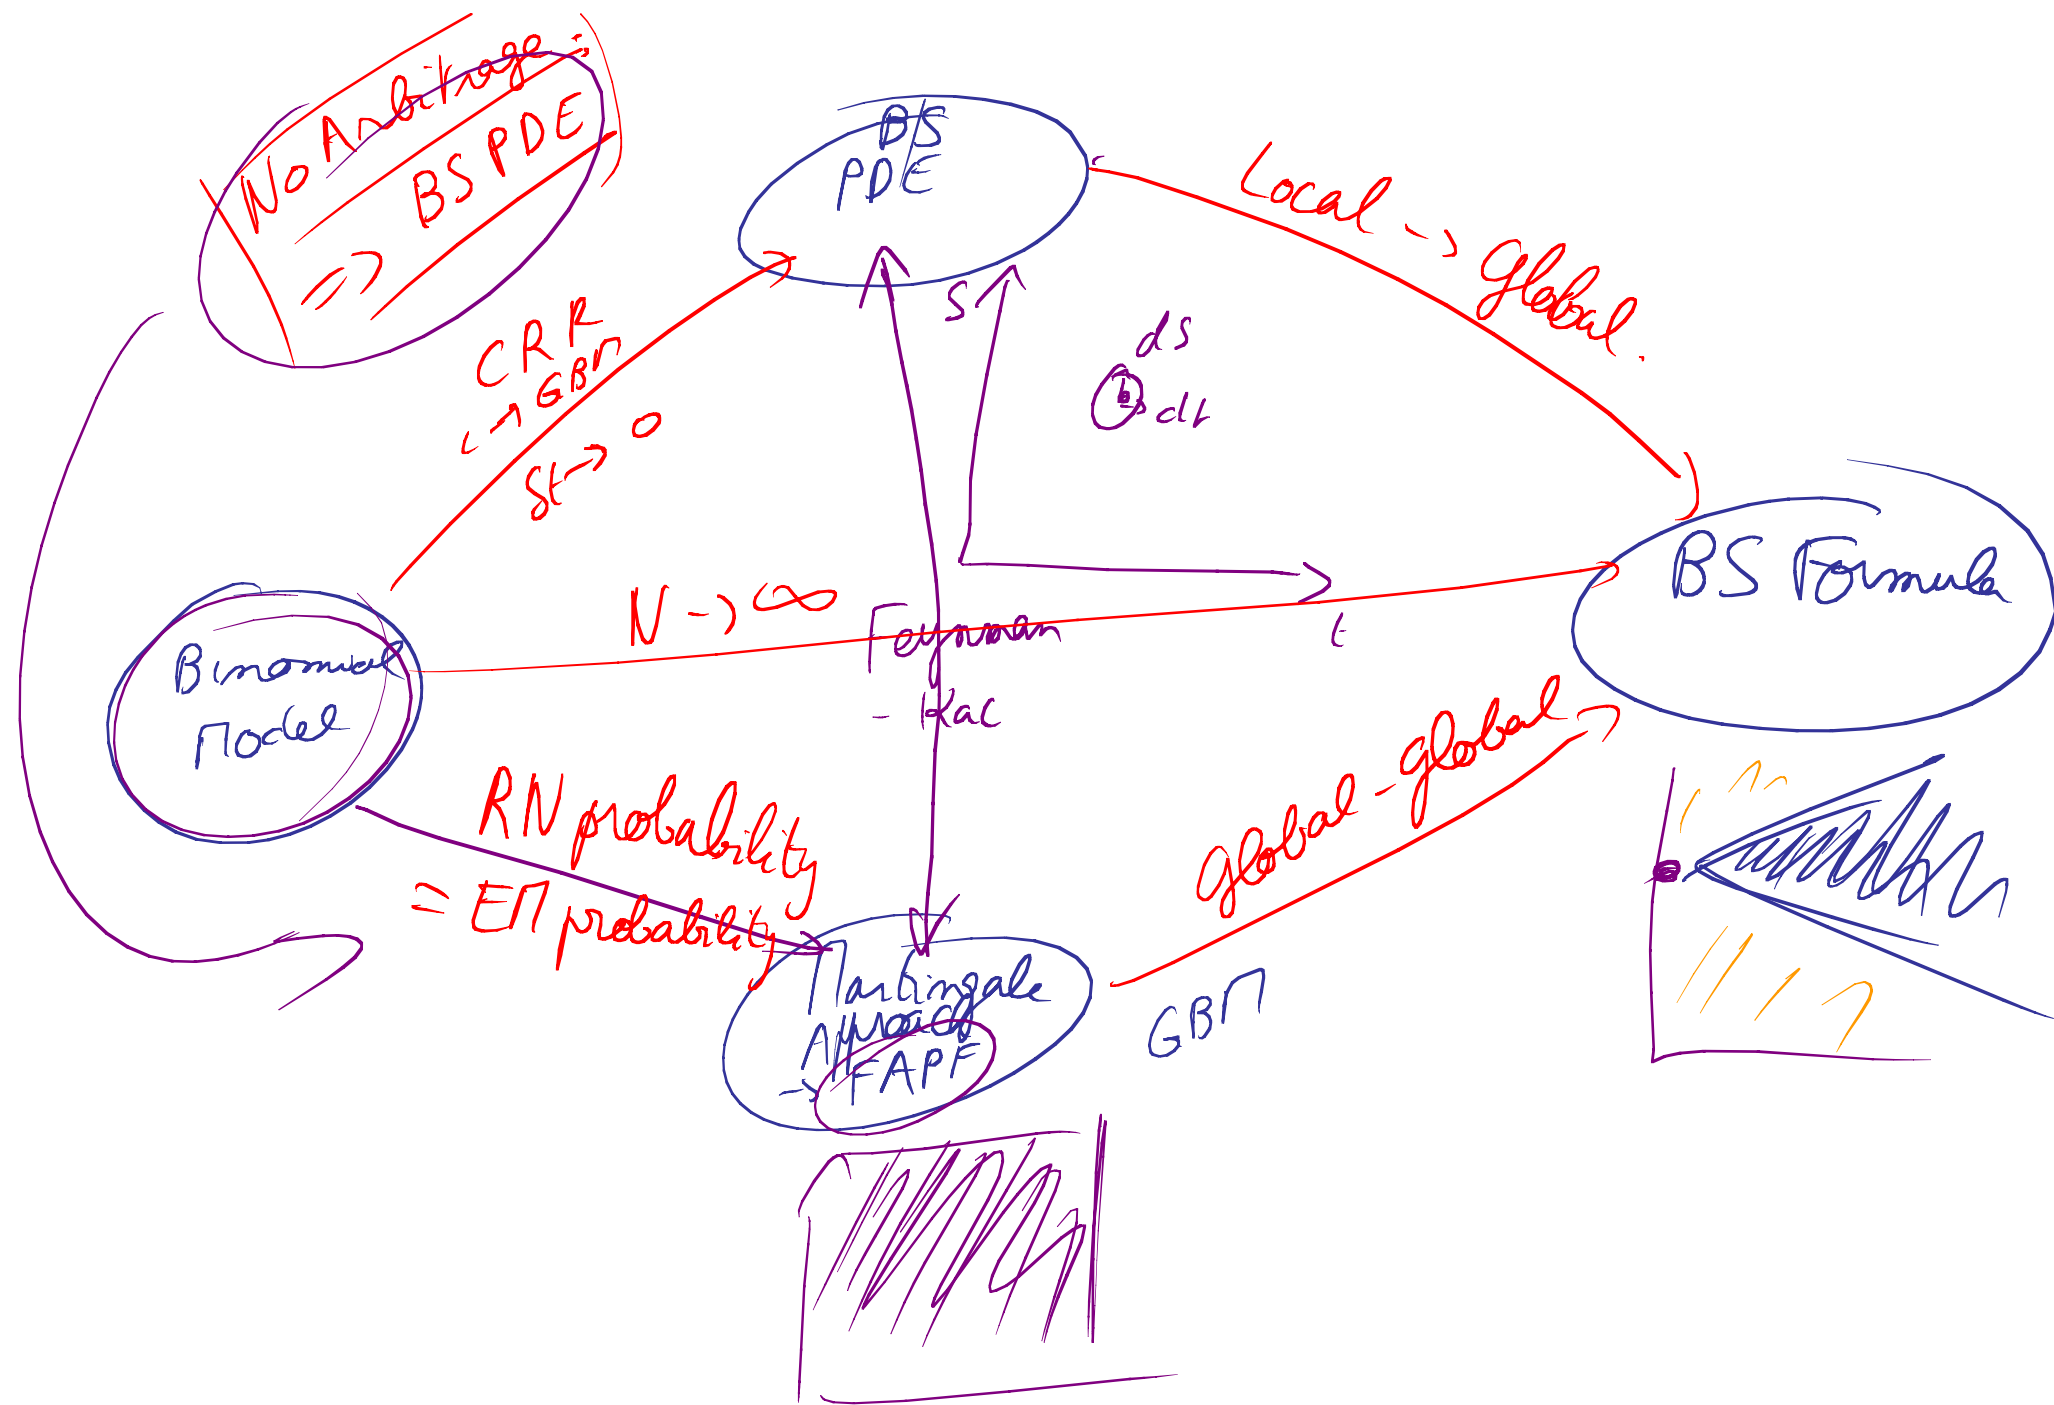 No Arbitrage :
=> BS PDE
BS
PDE
Local -> Global.
CRR
-> GBM
δt -> 0
S
dS
dt
t
N -> ∞
Feynman
- Kac
BS Formula
Binomial
Model
RN probability
= EM probability
Global - Global
GBM
Martingale
Approach
-> FAPF